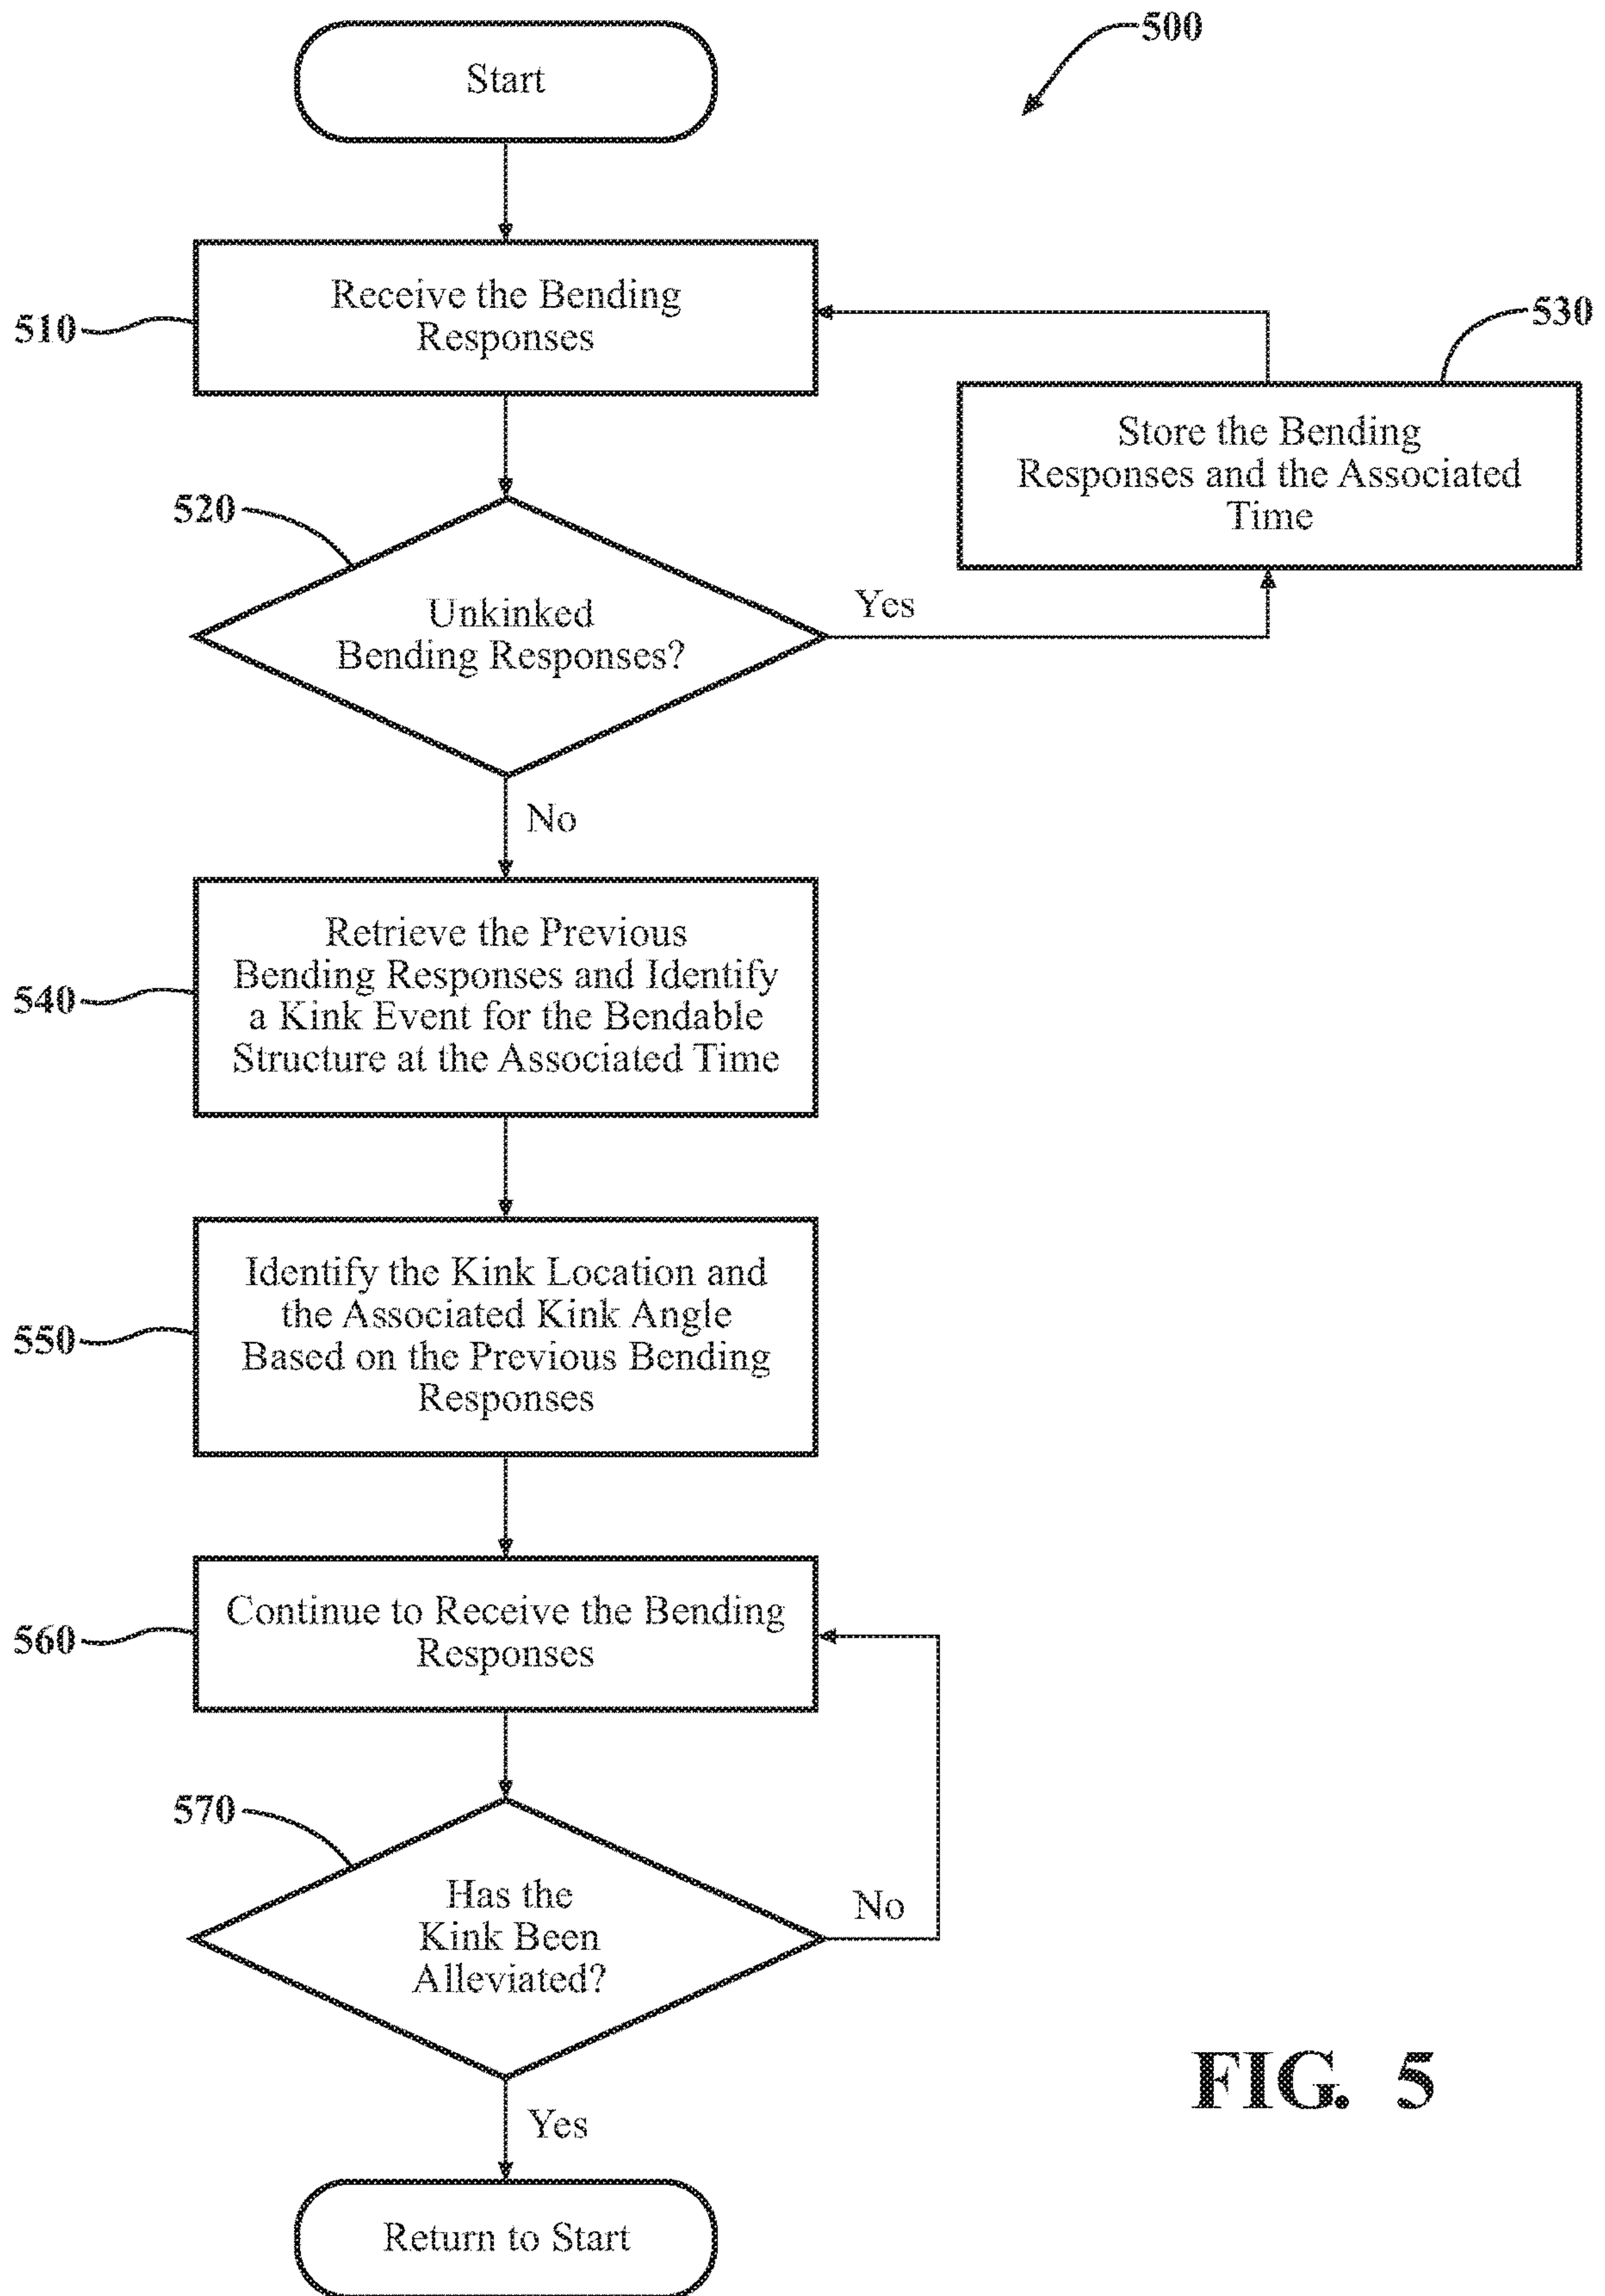 500
Start
Receive the Bending
Responses
510
530
Store the Bending
Responses and the Associated
Time
520
Unkinked
Bending Responses?
Yes
No
Retrieve the Previous
Bending Responses and Identify
a Kink Event for the Bendable
Structure at the Associated Time
540
Identify the Kink Location and
the Associated Kink Angle
Based on the Previous Bending
Responses
550
Continue to Receive the Bending
Responses
560
570
Has the
Kink Been
Alleviated?
No
Yes
Return to Start
FIG. 5